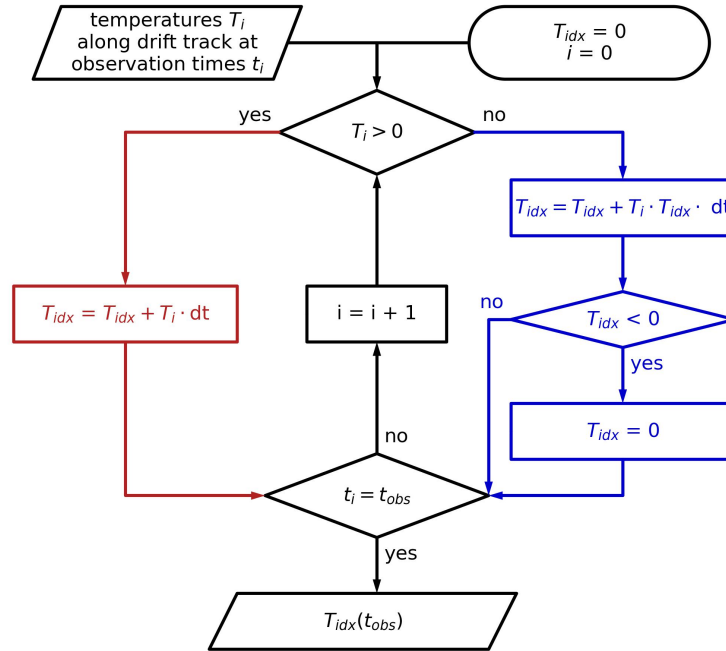 temperatures T_i
along drift track at
observation times t_i
T_idx = 0
i = 0
T_i > 0
yes
no
T_idx = T_idx + T_i · T_idx · dt
T_idx = T_idx + T_i · dt
i = i + 1
no
T_idx < 0
yes
T_idx = 0
no
t_i = t_obs
yes
T_idx(t_obs)